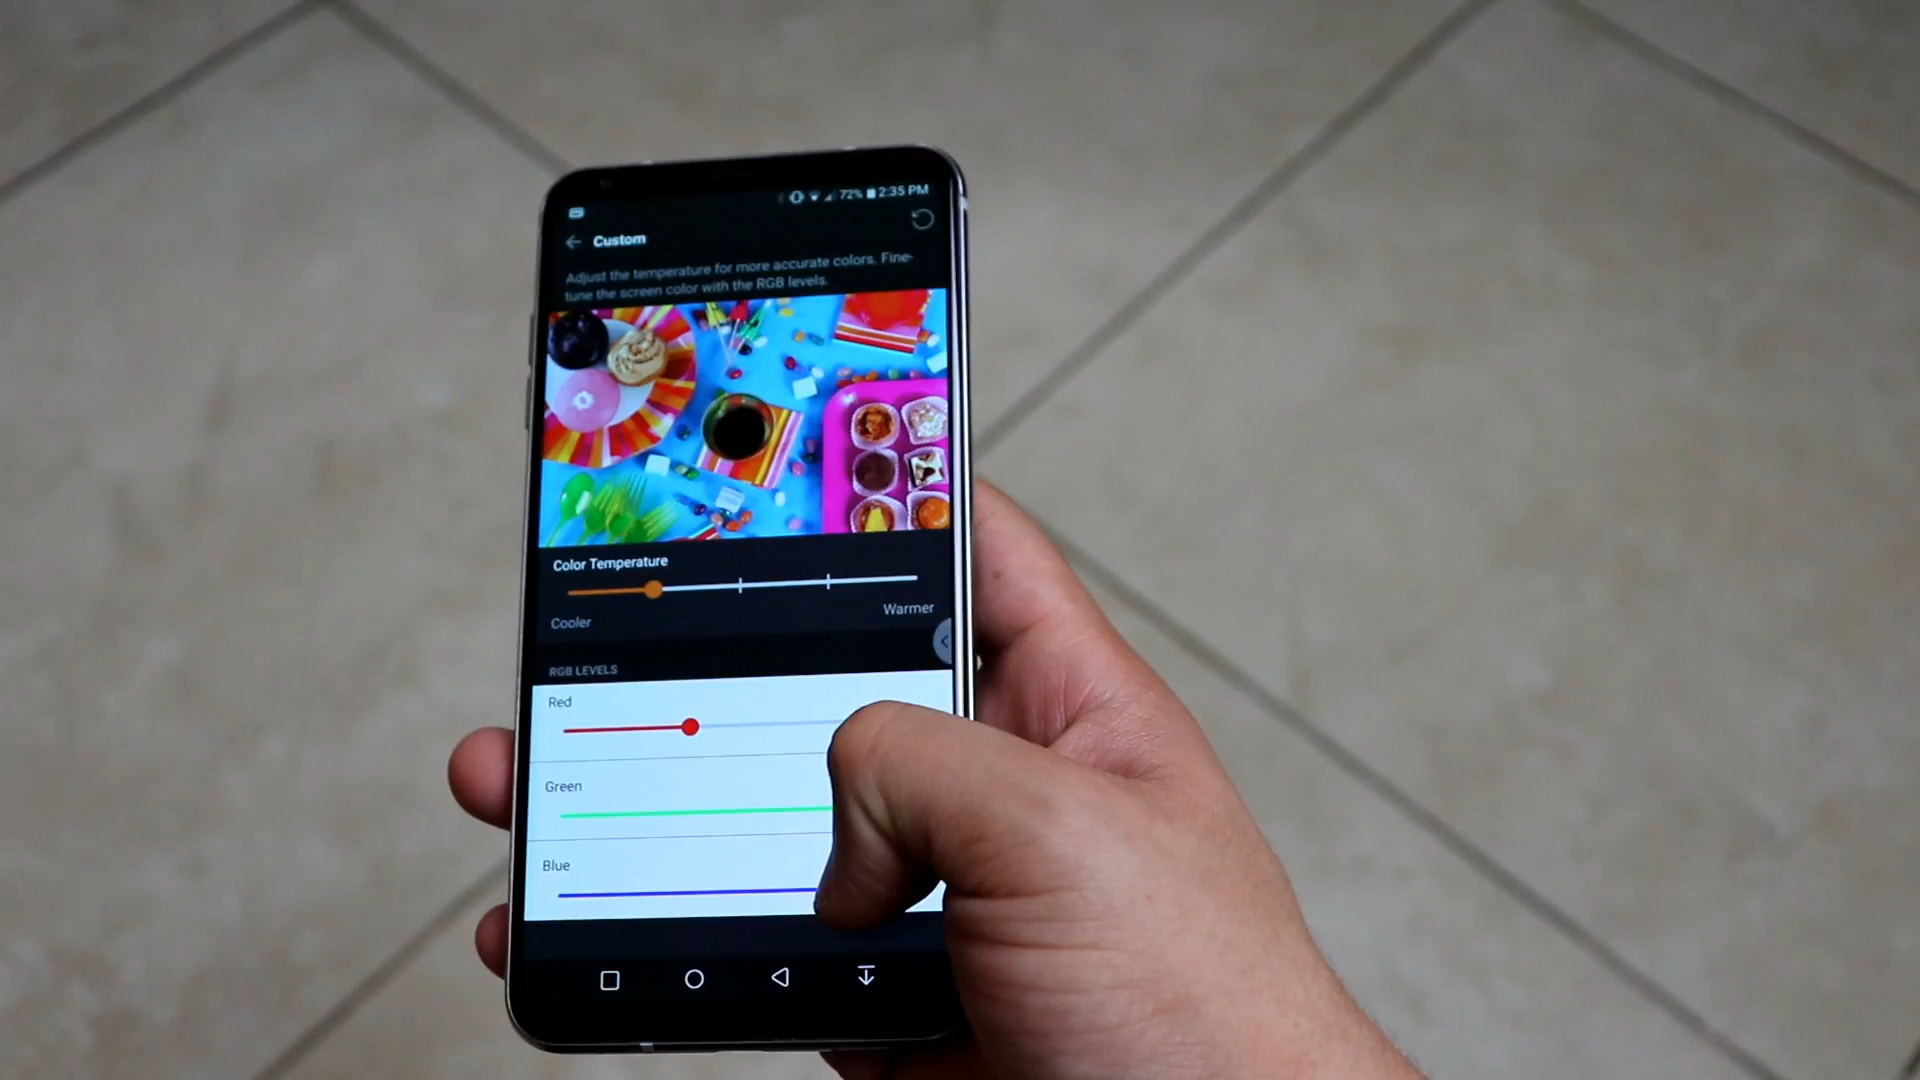 72% 2:35 PM
Custom
Adjust the temperature for more accurate colors. Fine-
tune the screen color with the RGB levels.
Color Temperature
Cooler
Warmer
RGB LEVELS
Red
Green
Blue